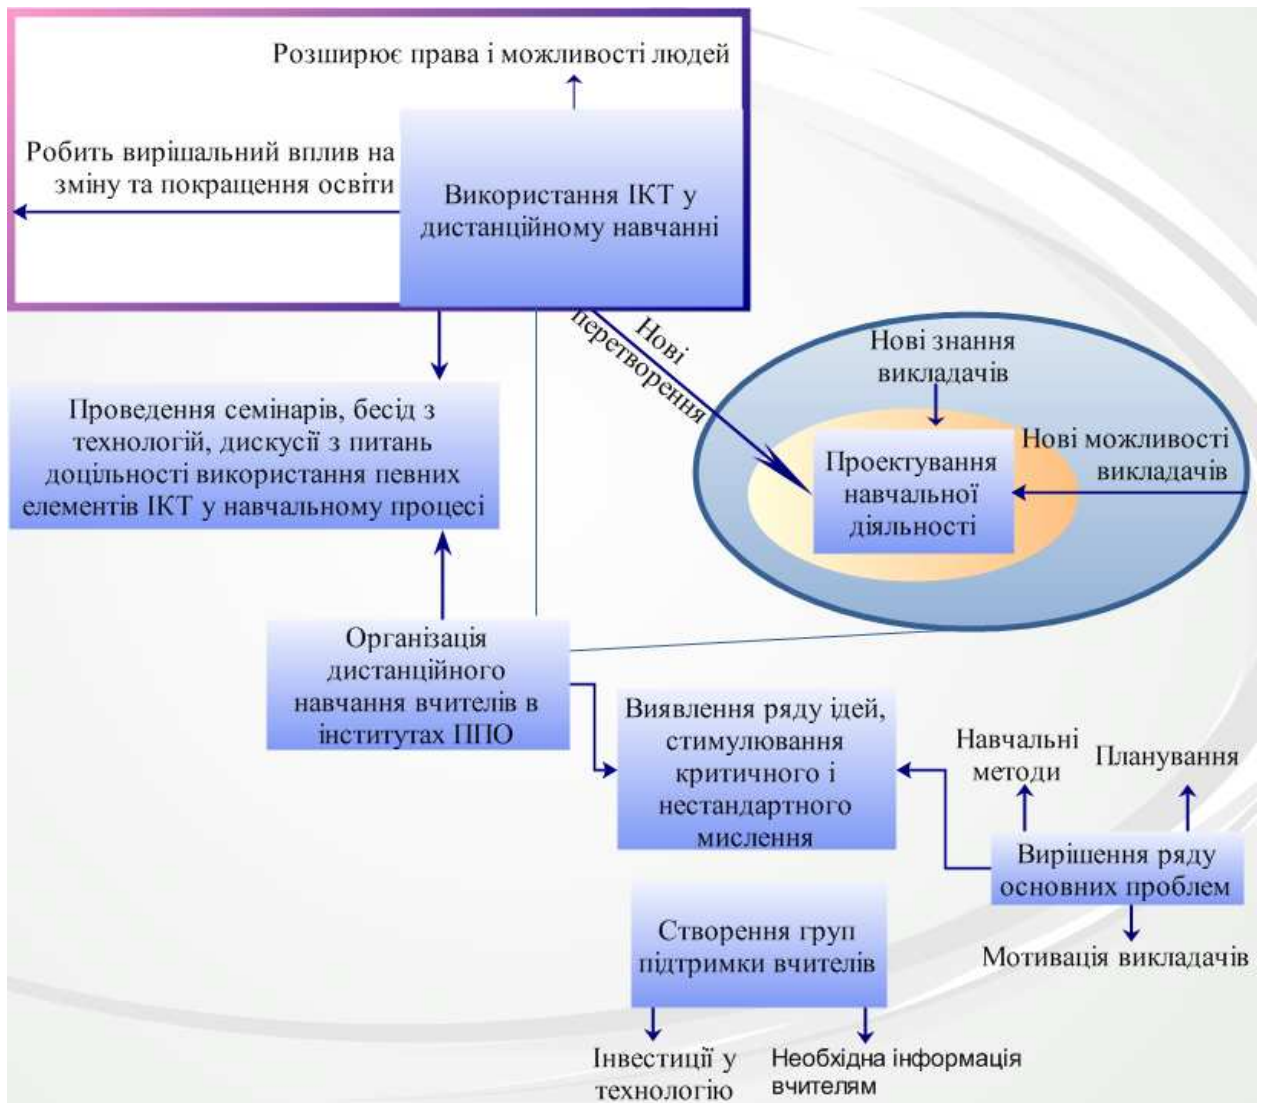 Розширює права і можливості людей
Робить вирішальний вплив на
зміну та покращення освіти
Використання ІКТ у
дистанційному навчанні
Нові
перетворення
Нові знання
викладачів
Нові можливості
викладачів
Проектування
навчальної
діяльності
Проведення семінарів, бесід з
технологій, дискусії з питань
доцільності використання певних
елементів ІКТ у навчальному процесі
Організація
дистанційного
навчання вчителів в
інститутах ППО
Виявлення ряду ідей,
стимулювання
критичного і
нестандартного
мислення
Навчальні
методи
Планування
Вирішення ряду
основних проблем
Мотивація викладачів
Створення груп
підтримки вчителів
Інвестиції у
технологію
Необхідна інформація
вчителям